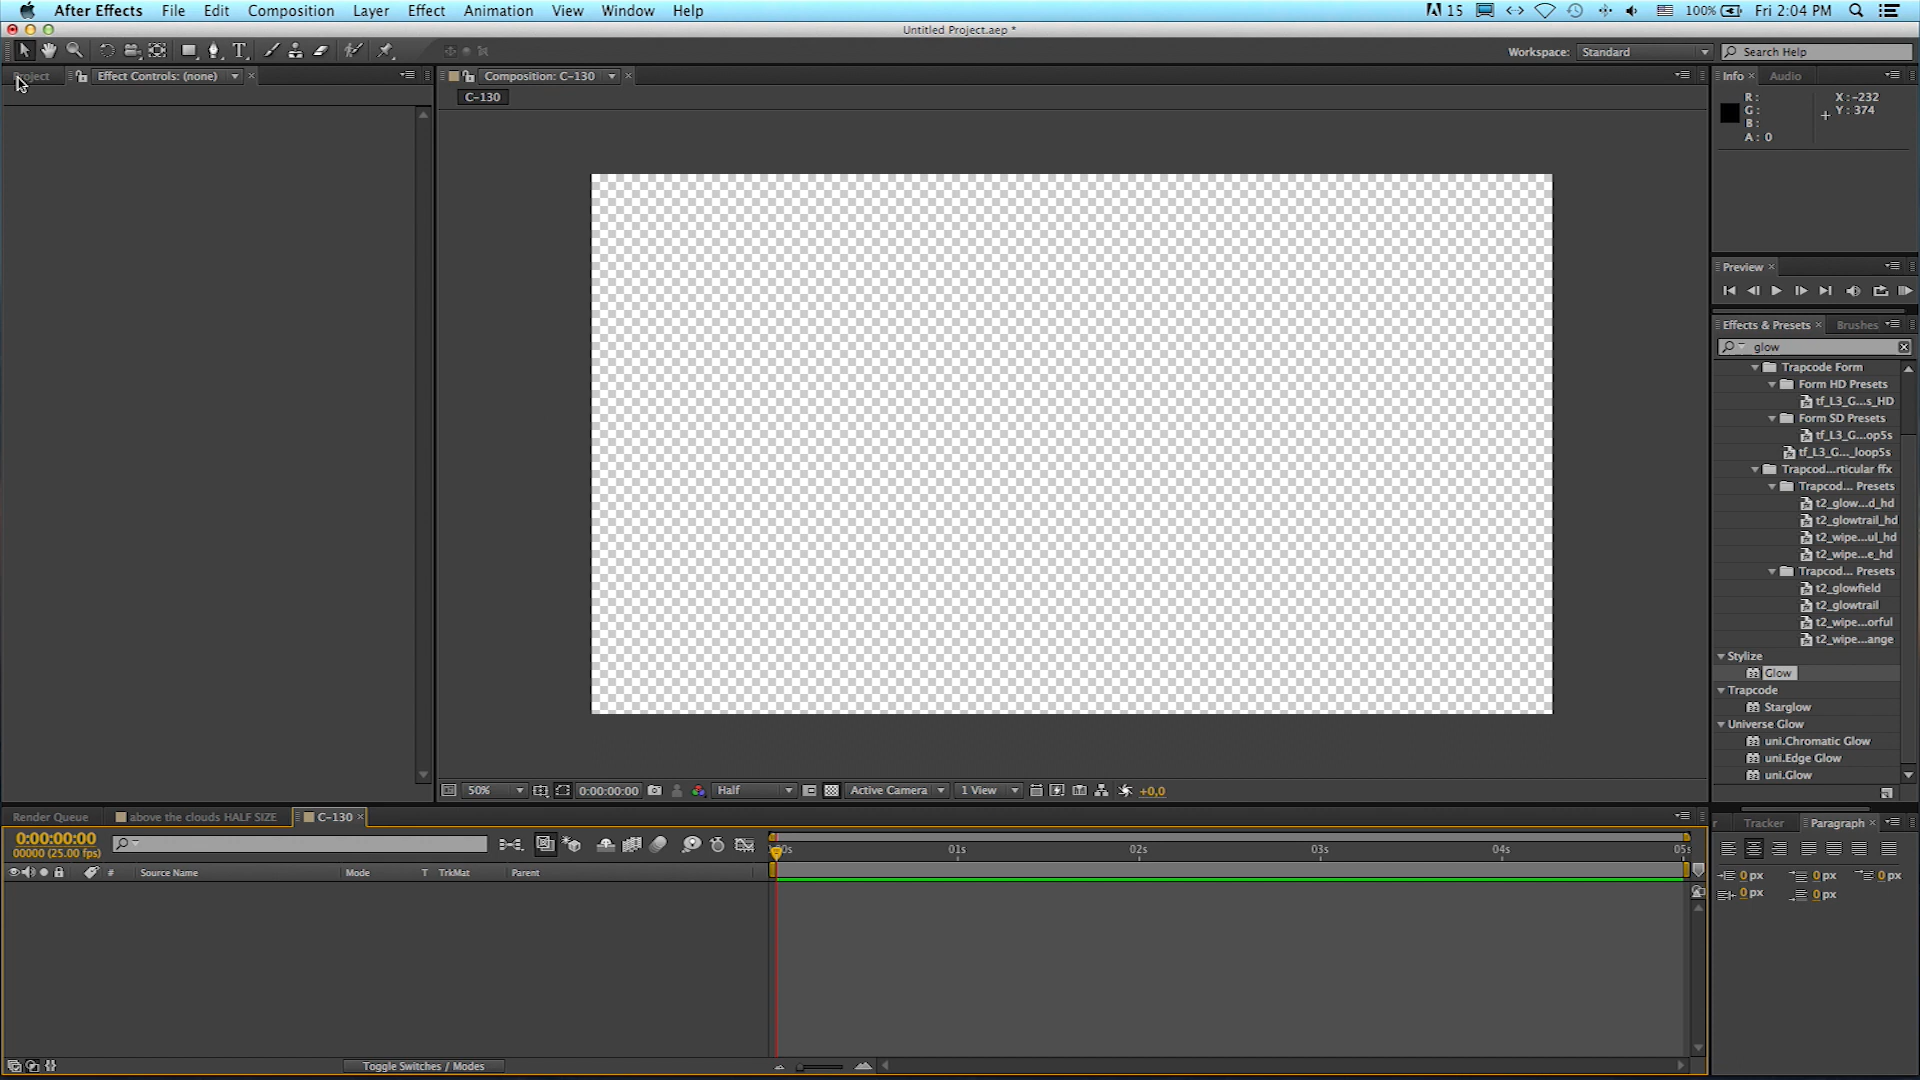 After Effects File Edit Composition Layer Effect Animation View Window Help 15 100% Fri 2:04 PM
Untitled Project.aep *
T Workspace: Standard Search Help
Project Effect Controls: (none) Composition: C-130 Info Audio
C-130
R: X: -232
G: Y: 374
B:
A: 0
Preview
Effects & Presets Brushes
glow
Trapcode Form
Form HD Presets
tf_L3_G...s_HD
Form SD Presets
tf_L3_G...op5s
tf_L3_G..._loop5s
Trapcod...rticular ffx
Trapcod... Presets
t2_glow...d_hd
t2_glowtrail_hd
t2_wipe...ul_hd
t2_wipe...e_hd
Trapcod... Presets
t2_glowfield
t2_glowtrail
t2_wipe...orful
t2_wipe...ange
Stylize
Glow
Trapcode
Starglow
Universe Glow
uni.Chromatic Glow
uni.Edge Glow
uni.Glow
50% 0:00:00:00 Half Active Camera 1 View +0,0
Render Queue above the clouds HALF SIZE C-130 r Tracker Paragraph
0:00:00:00
00000 (25.00 fps)
01s 02s 03s 04s
# Source Name Mode T TrkMat Parent
0 px 0 px 0 px
0 px 0 px
Toggle Switches / Modes